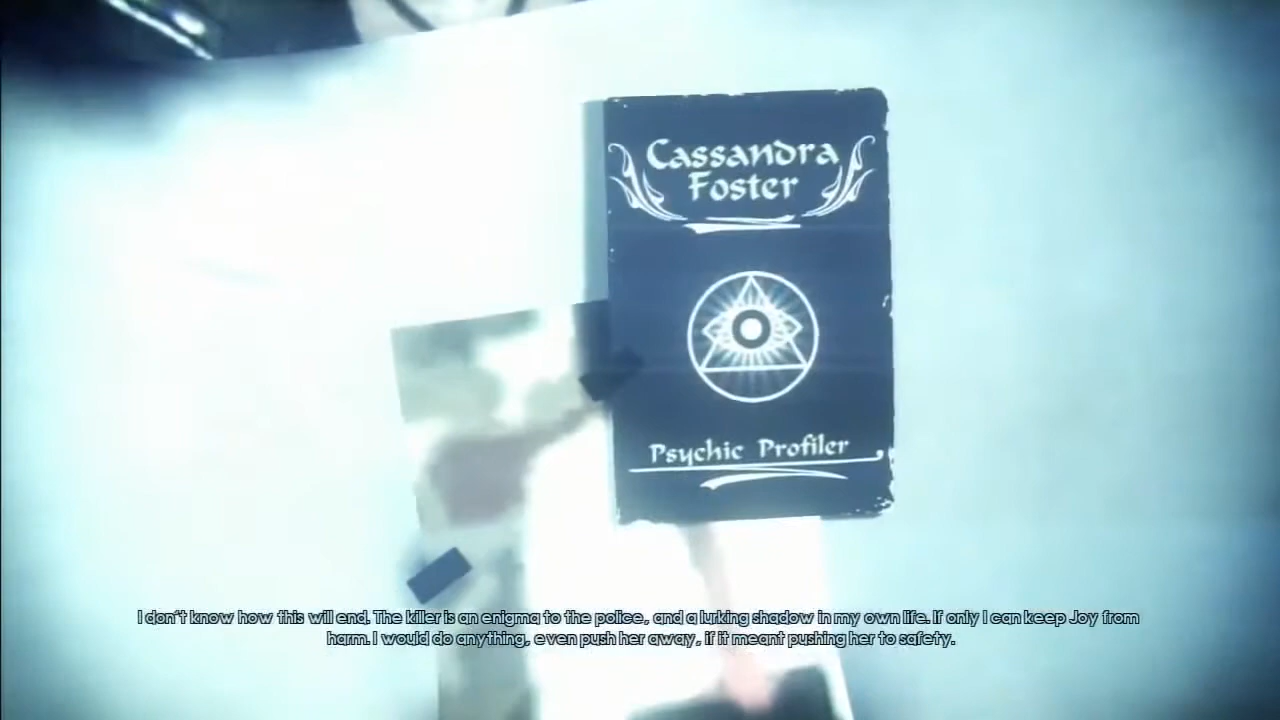 Cassandra
Foster
Psychic Profiler
I don't know how this will end. The killer is an enigma to the police, and a lurking shadow in my own life. If only I can keep Joy from
harm. I would do anything, even push her away, if it meant pushing her to safety.